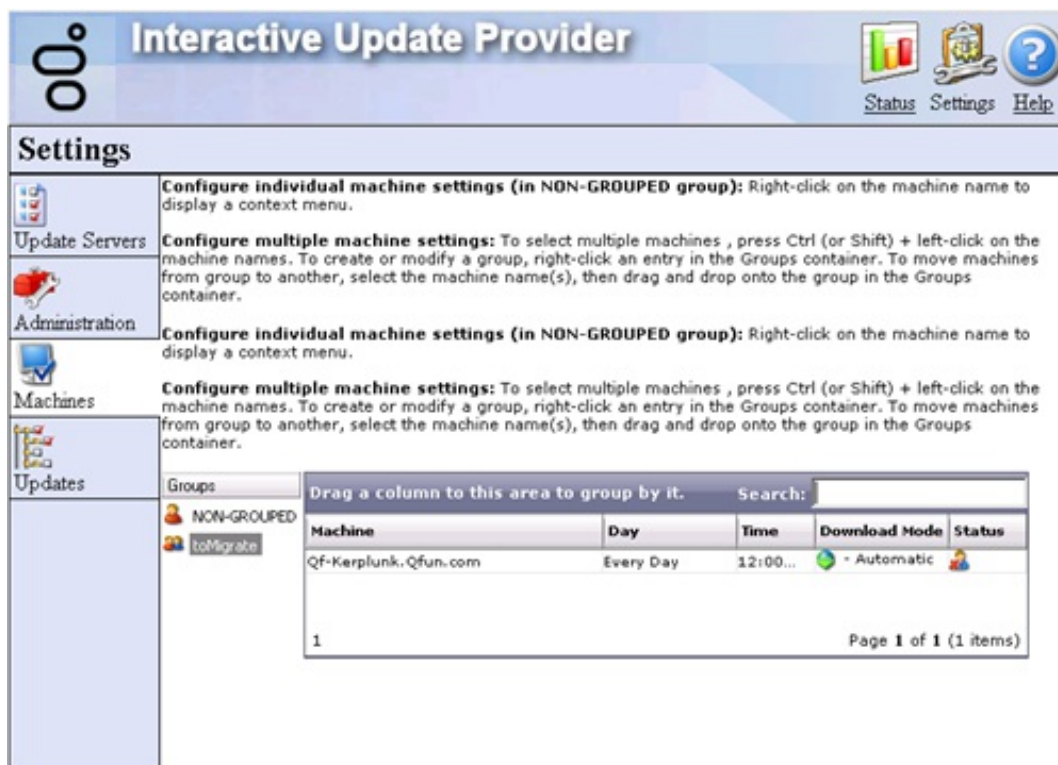 Interactive Update Provider
Status Settings Help
Settings
Update Servers
Administration
Machines
Updates
Configure individual machine settings (in NON-GROUPED group): Right-click on the machine name to
display a context menu.
Configure multiple machine settings: To select multiple machines , press Ctrl (or Shift) + left-click on the
machine names. To create or modify a group, right-click an entry in the Groups container. To move machines
from group to another, select the machine name(s), then drag and drop onto the group in the Groups
container.
Configure individual machine settings (in NON-GROUPED group): Right-click on the machine name to
display a context menu.
Configure multiple machine settings: To select multiple machines , press Ctrl (or Shift) + left-click on the
machine names. To create or modify a group, right-click an entry in the Groups container. To move machines
from group to another, select the machine name(s), then drag and drop onto the group in the Groups
container.
Groups
NON-GROUPED
toMigrate
Drag a column to this area to group by it. Search:
Machine Day Time Download Mode Status
Qf-Kerplunk.Qfun.com Every Day 12:00... - Automatic
1 Page 1 of 1 (1 items)